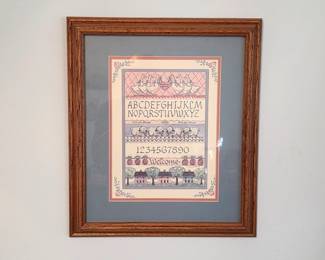 ABCDEFGHIJKLM
NOPQRSTUVWXYZ
1234567890
Welcome